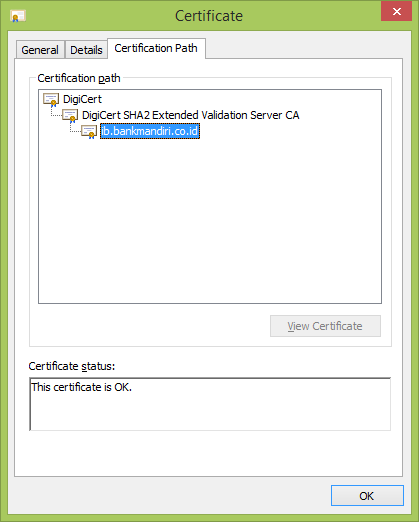 Certificate
General
Details
Certification Path
Certification path
DigiCert
DigiCert SHA2 Extended Validation Server CA
ib.bankmandiri.co.id
View Certificate
Certificate status:
This certificate is OK.
OK